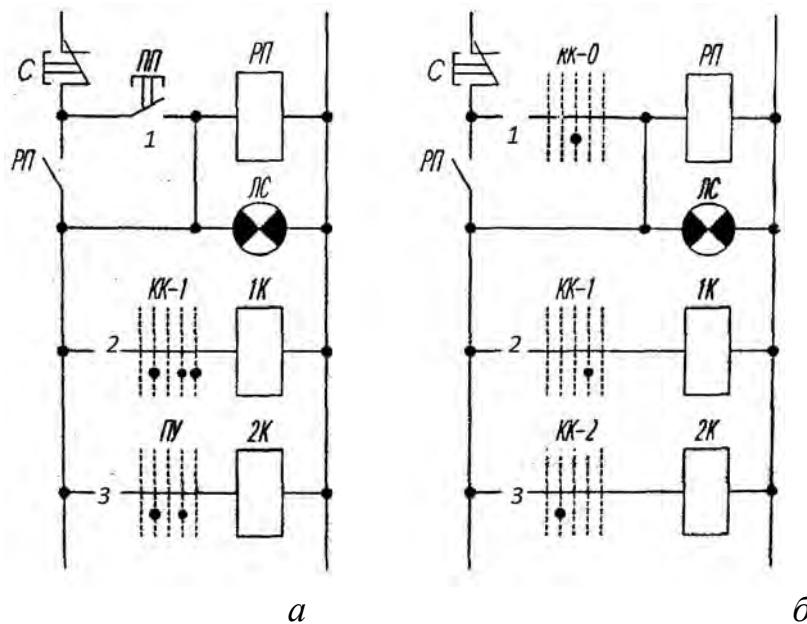 С ПП РП
1
РП
ЛС
КК-1 1К
2
ПУ 2К
3
а
С КК-0 РП
1
РП
ЛС
КК-1 1К
2
КК-2 2К
3
б